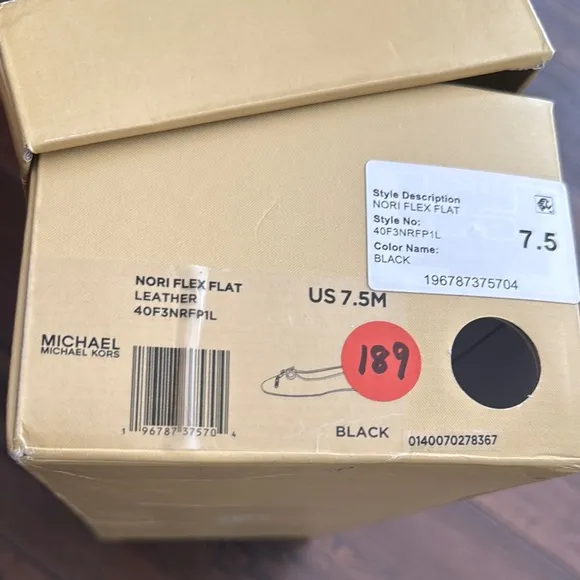 Style Description
NORI FLEX FLAT
Style No:
40F3NRFP1L
Color Name:
BLACK
7.5
196787375704
NORI FLEX FLAT
LEATHER
40F3NRFP1L
US 7.5M
MICHAEL
MICHAEL KORS
189
1 96787 37570 4
BLACK
0140070278367